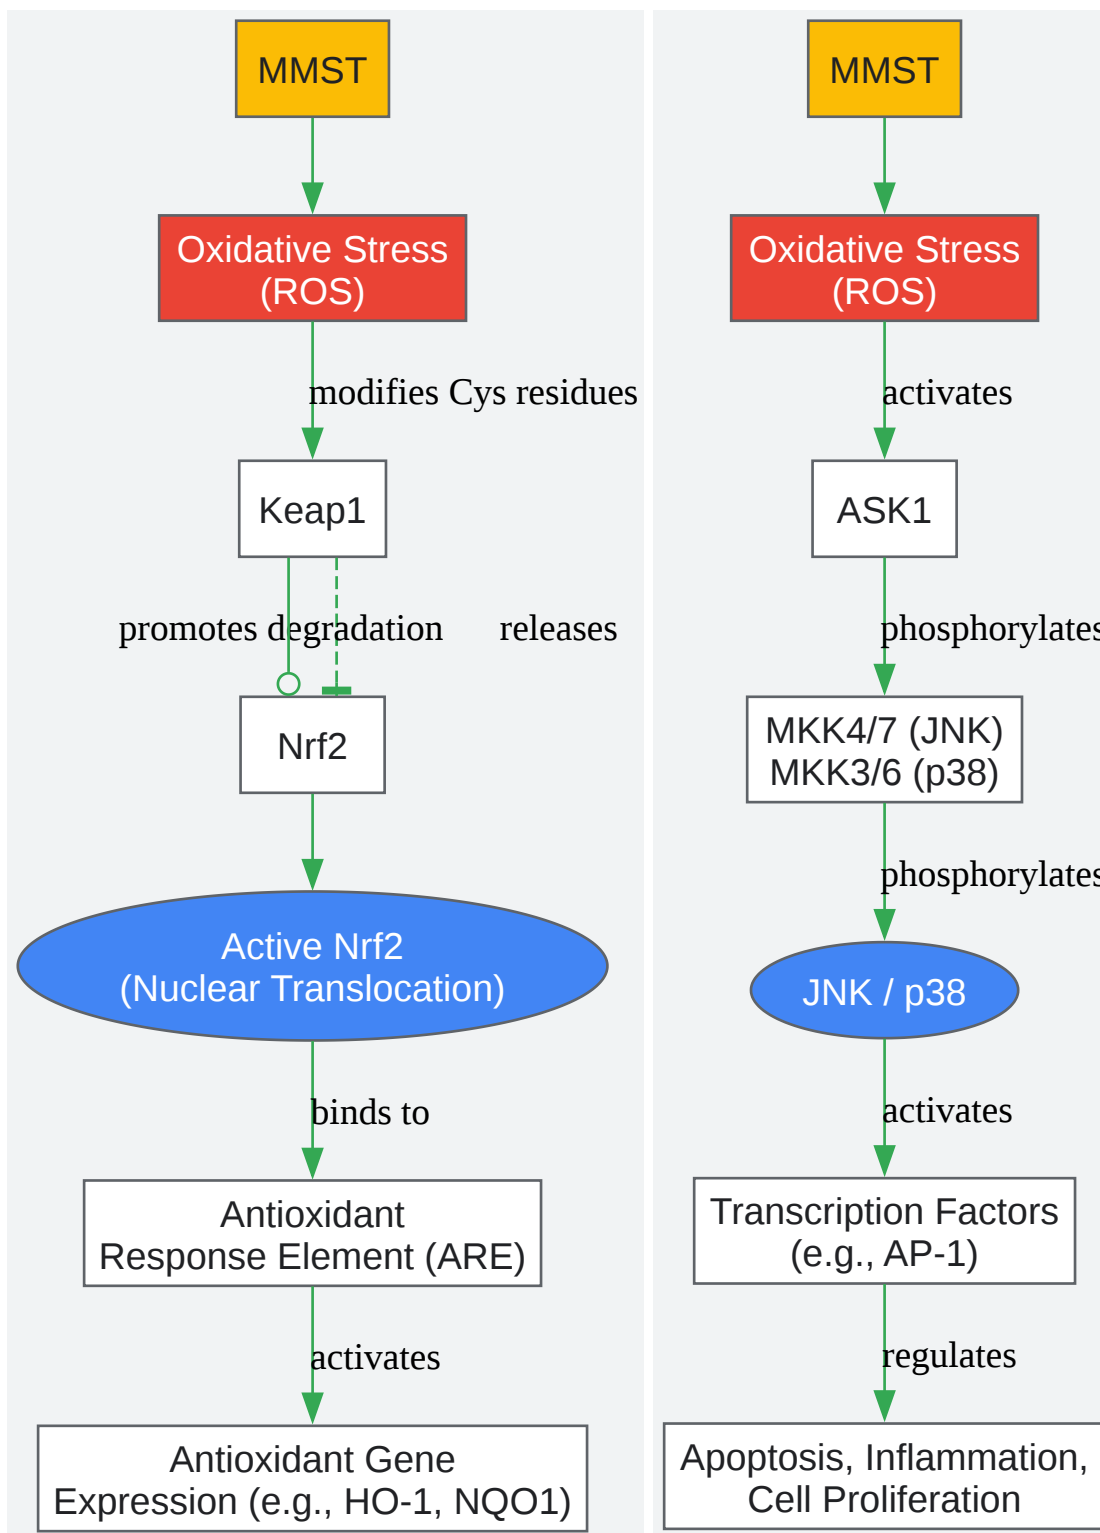 MMST
Oxidative Stress
(ROS)
modifies Cys residues
Keap1
promotes degradation
releases
Nrf2
Active Nrf2
(Nuclear Translocation)
binds to
Antioxidant
Response Element (ARE)
activates
Antioxidant Gene
Expression (e.g., HO-1, NQO1)
MMST
Oxidative Stress
(ROS)
activates
ASK1
phosphorylates
MKK4/7 (JNK)
MKK3/6 (p38)
phosphorylates
JNK / p38
activates
Transcription Factors
(e.g., AP-1)
regulates
Apoptosis, Inflammation,
Cell Proliferation